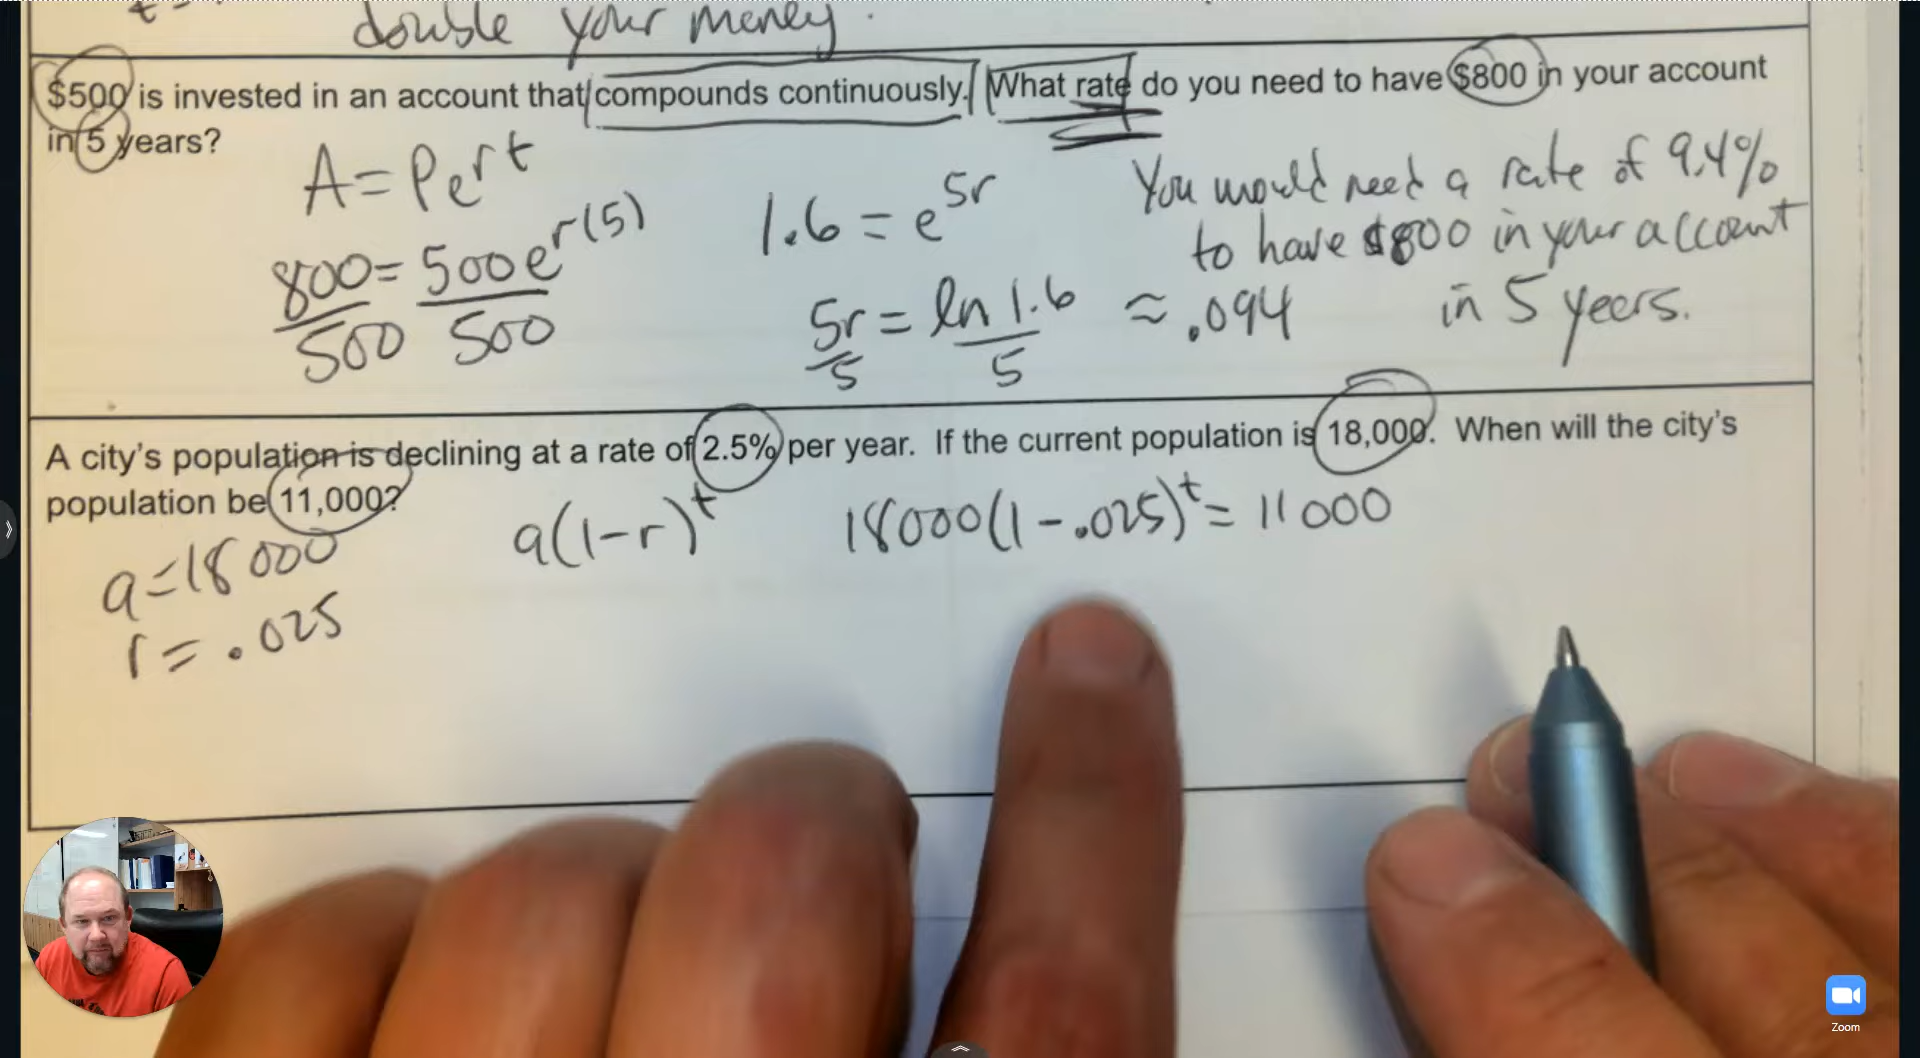 double your money.
$500 is invested in an account that compounds continuously. What rate do you need to have $800 in your account
in 5 years?
A = Pe^rt
800 = 500e^r(5)
500 500
1.6 = e^5r
5r = ln 1.6 ≈ .094
5 5
You would need a rate of 9.4%
to have $800 in your account
in 5 years.
A city's population is declining at a rate of 2.5% per year. If the current population is 18,000. When will the city's
population be 11,000?
a = 18000
r = .025
a(1-r)^t
18000(1-.025)^t = 11000
Zoom